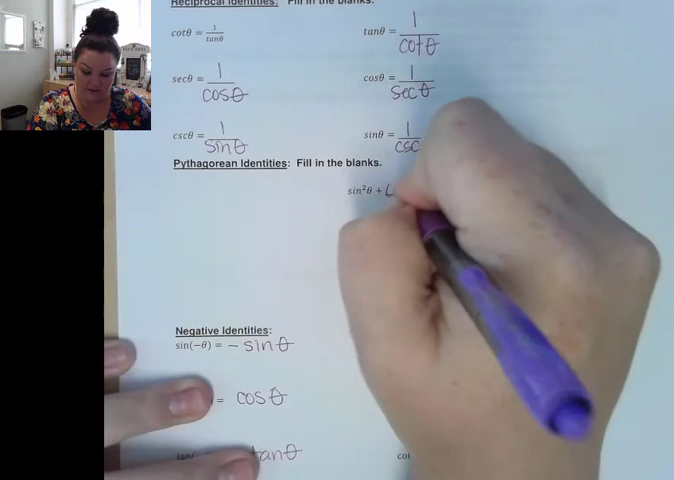 Reciprocal Identities: Fill in the blanks.
cotθ = 1/tanθ tanθ = 1/cotθ
secθ = 1/cosθ cosθ = 1/secθ
cscθ = 1/sinθ sinθ = 1/csc
Pythagorean Identities: Fill in the blanks.
sin²θ +
Negative Identities:
sin(−θ) = − sinθ
= cosθ
tan( tanθ